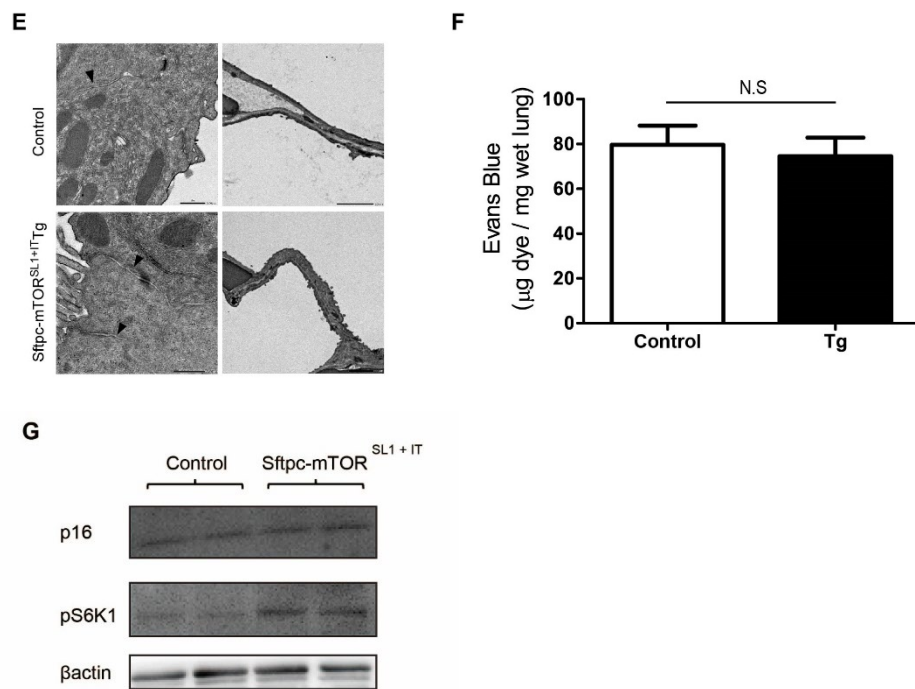 E
Control
Sftpc-mTOR^SL1+IT Tg
F
N.S
Evans Blue
(µg dye / mg wet lung)
100
80
60
40
20
0
Control
Tg
G
Control
Sftpc-mTOR^SL1 + IT
p16
pS6K1
βactin